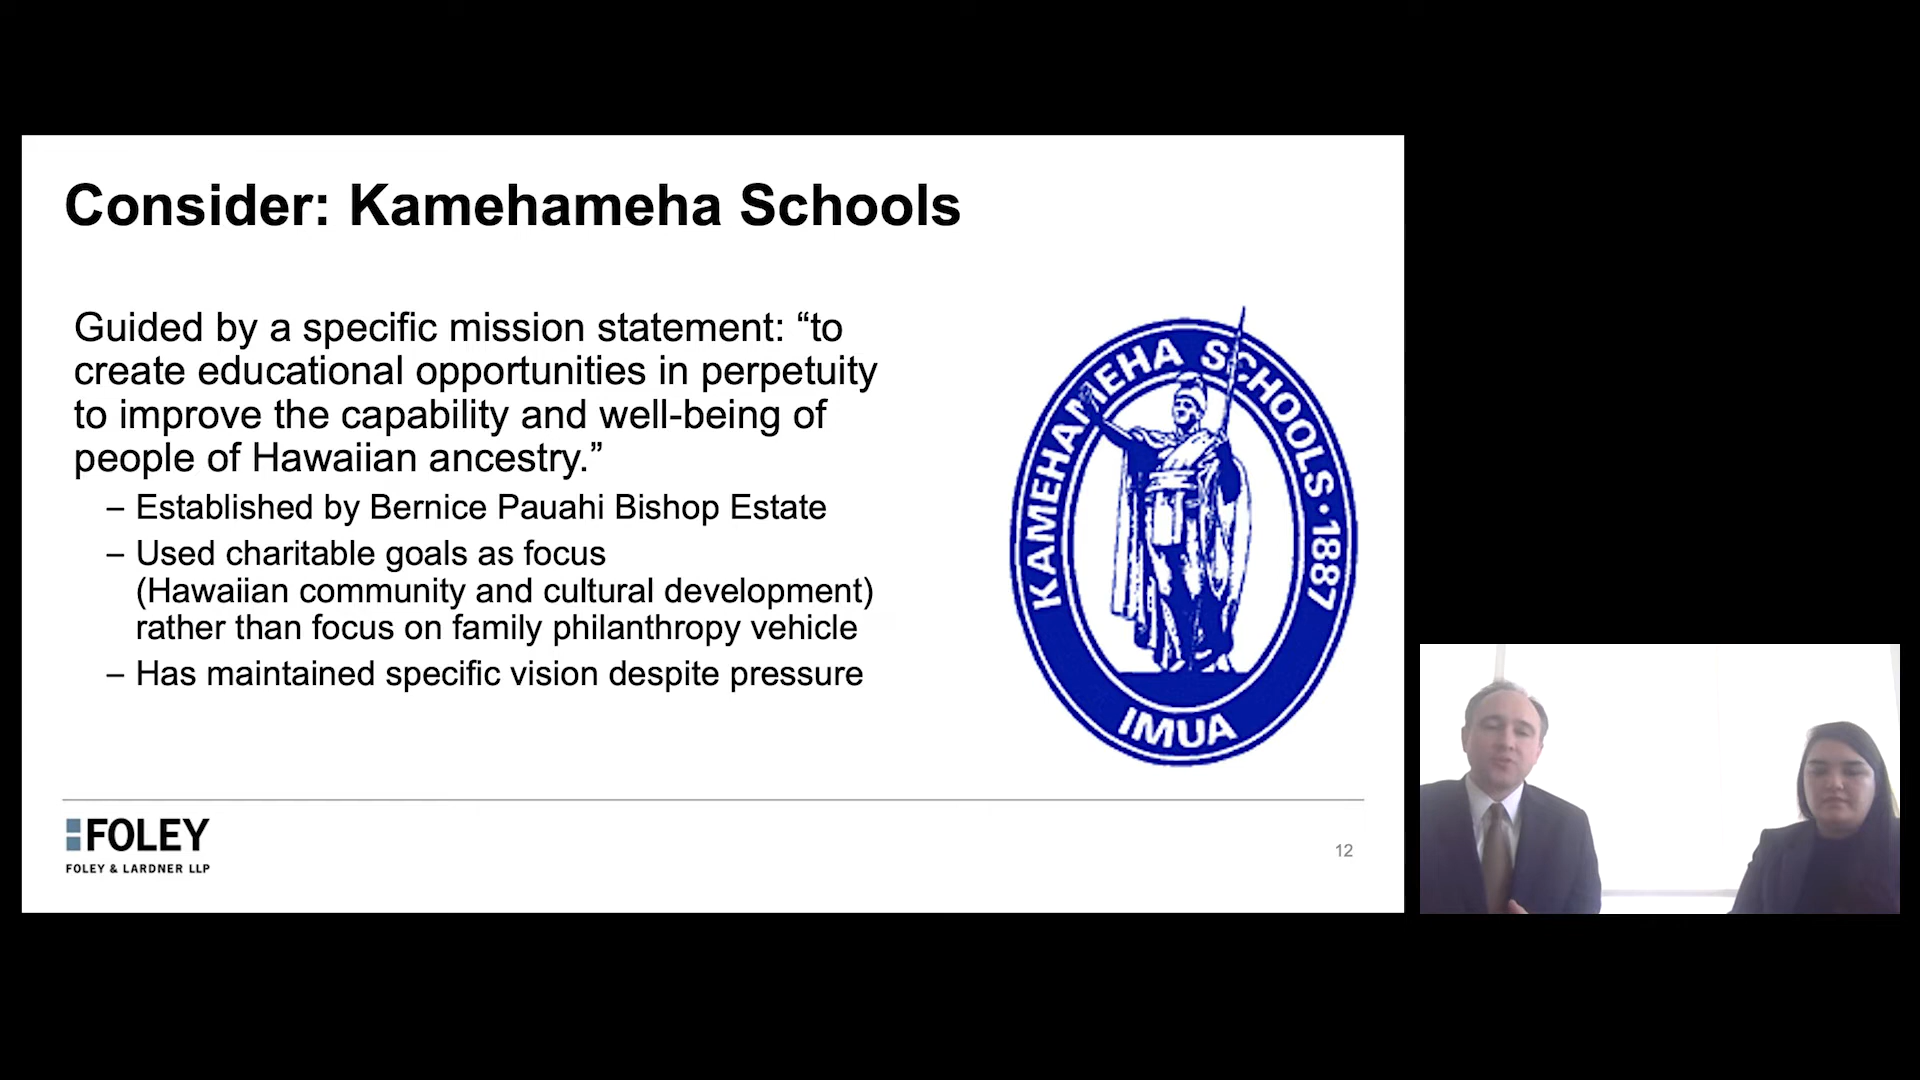 Consider: Kamehameha Schools
Guided by a specific mission statement: “to
create educational opportunities in perpetuity
to improve the capability and well-being of
people of Hawaiian ancestry.”
– Established by Bernice Pauahi Bishop Estate
– Used charitable goals as focus
(Hawaiian community and cultural development)
rather than focus on family philanthropy vehicle
– Has maintained specific vision despite pressure
KAMEHAMEHA SCHOOLS • 1887
IMUA
FOLEY
FOLEY & LARDNER LLP
12